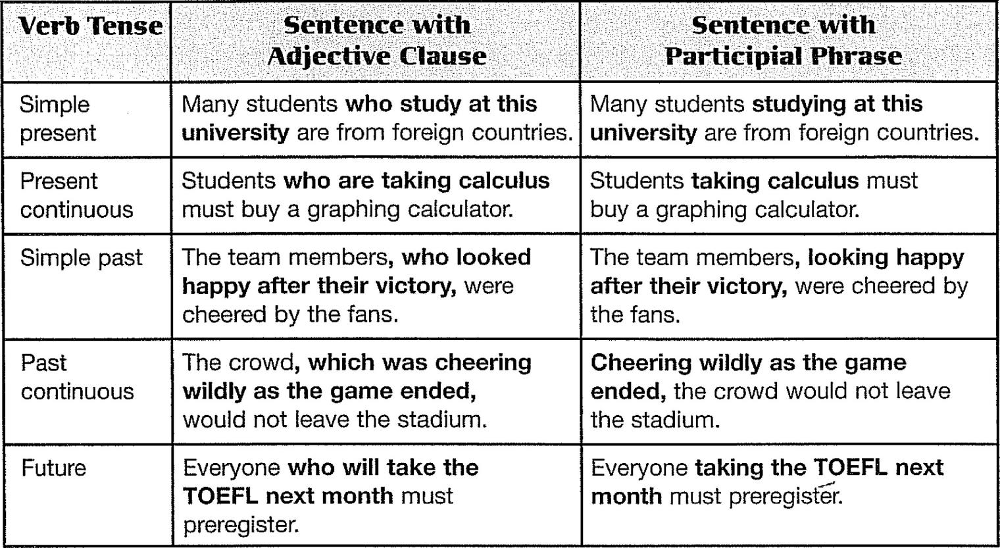 Verb Tense
Sentence with
Adjective Clause
Sentence with
Participial Phrase
Simple
present
Many students who study at this
university are from foreign countries.
Many students studying at this
university are from foreign countries.
Present
continuous
Students who are taking calculus
must buy a graphing calculator.
Students taking calculus must
buy a graphing calculator.
Simple past
The team members, who looked
happy after their victory, were
cheered by the fans.
The team members, looking happy
after their victory, were cheered by
the fans.
Past
continuous
The crowd, which was cheering
wildly as the game ended,
would not leave the stadium.
Cheering wildly as the game
ended, the crowd would not leave
the stadium.
Future
Everyone who will take the
TOEFL next month must
preregister.
Everyone taking the TOEFL next
month must preregister.